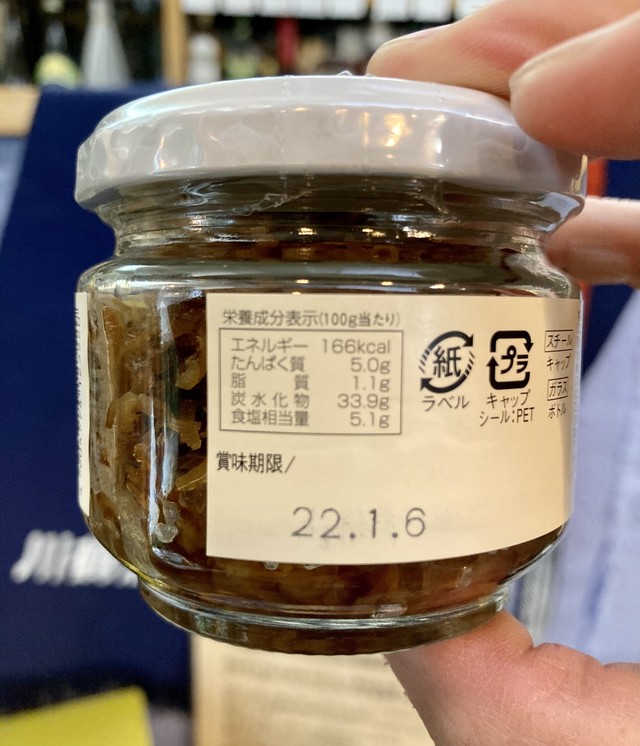 栄養成分表示(100g当たり)
エネルギー 166kcal
たんぱく質 5.0g
脂質 1.1g
炭水化物 33.9g
食塩相当量 5.1g
賞味期限/
22.1.6
紙
ラベル
プラ
キャップ
シール:PET
スチール
キャップ
ガラス
ボトル
川